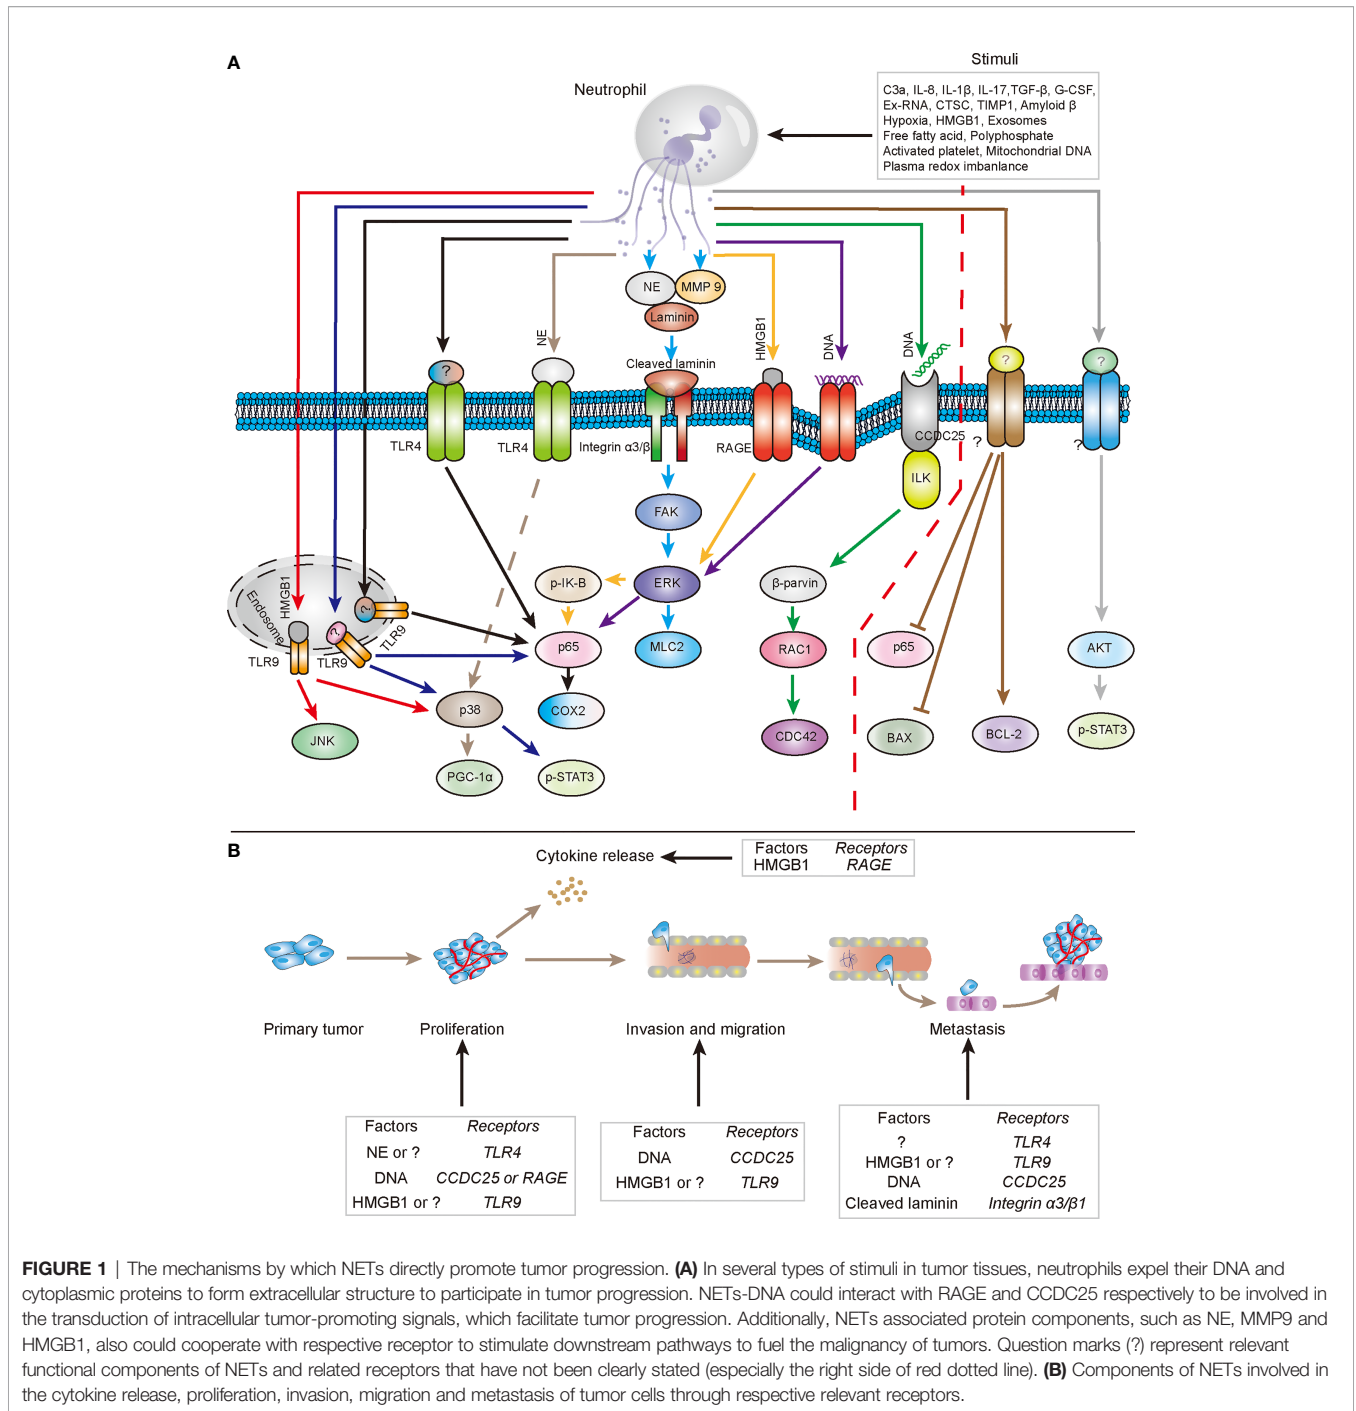 A
Stimuli
Neutrophil
C3a, IL-8, IL-1β, IL-17,TGF-β, G-CSF,
Ex-RNA, CTSC, TIMP1, Amyloid β
Hypoxia, HMGB1, Exosomes
Free fatty acid, Polyphosphate
Activated platelet, Mitochondrial DNA
Plasma redox imbanlance
NE
MMP 9
Laminin
NE
HMGB1
DNA
DNA
Cleaved laminin
?
?
?
TLR4
TLR4
Integrin α3/β
RAGE
CCDC25
?
?
ILK
FAK
Endosome
HMGB1
?
?
TLR9
TLR9
TLR9
p-IK-B
ERK
β-parvin
p65
MLC2
RAC1
p65
AKT
p38
COX2
JNK
CDC42
BAX
BCL-2
p-STAT3
PGC-1α
p-STAT3
B
Cytokine release
Factors Receptors
HMGB1 RAGE
Primary tumor
Proliferation
Invasion and migration
Metastasis
Factors Receptors
NE or ? TLR4
DNA CCDC25 or RAGE
HMGB1 or ? TLR9
Factors Receptors
DNA CCDC25
HMGB1 or ? TLR9
Factors Receptors
? TLR4
HMGB1 or ? TLR9
DNA CCDC25
Cleaved laminin Integrin α3/β1
FIGURE 1 | The mechanisms by which NETs directly promote tumor progression. (A) In several types of stimuli in tumor tissues, neutrophils expel their DNA and
cytoplasmic proteins to form extracellular structure to participate in tumor progression. NETs-DNA could interact with RAGE and CCDC25 respectively to be involved in
the transduction of intracellular tumor-promoting signals, which facilitate tumor progression. Additionally, NETs associated protein components, such as NE, MMP9 and
HMGB1, also could cooperate with respective receptor to stimulate downstream pathways to fuel the malignancy of tumors. Question marks (?) represent relevant
functional components of NETs and related receptors that have not been clearly stated (especially the right side of red dotted line). (B) Components of NETs involved in
the cytokine release, proliferation, invasion, migration and metastasis of tumor cells through respective relevant receptors.